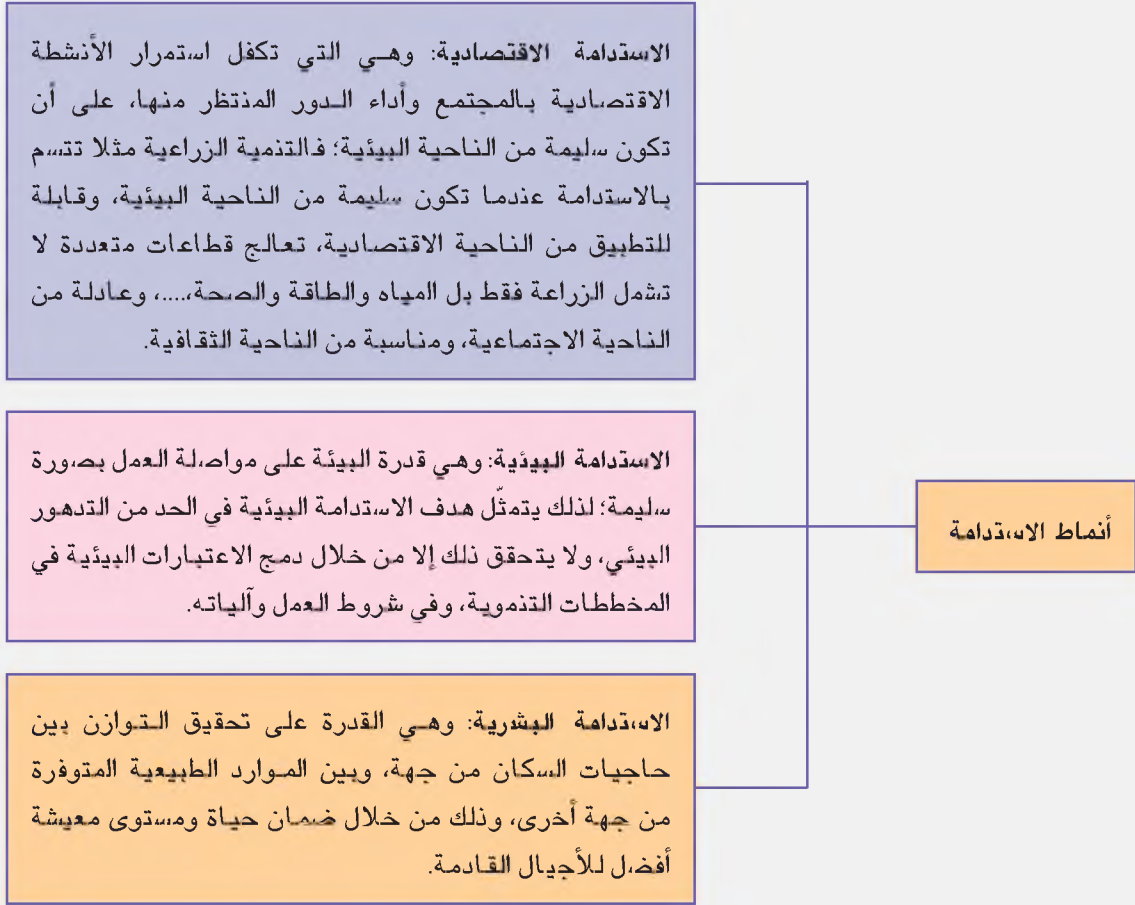 أنماط الاستدامة
الاستدامة الاقتصادية: وهي التي تكفل استمرار الأنشطة
الاقتصادية بالمجتمع وأداء الدور المنتظر منها، على أن
تكون سليمة من الناحية البيئية؛ فالتنمية الزراعية مثلا تتسم
بالاستدامة عندما تكون سليمة من الناحية البيئية، وقابلة
للتطبيق من الناحية الاقتصادية، تعالج قطاعات متعددة لا
تشمل الزراعة فقط بل المياه والطاقة والصحة،....، وعادلة من
الناحية الاجتماعية، ومناسبة من الناحية الثقافية.
الاستدامة البيئية: وهي قدرة البيئة على مواصلة العمل بصورة
سليمة؛ لذلك يتمثّل هدف الاستدامة البيئية في الحد من التدهور
البيئي، ولا يتحقق ذلك إلا من خلال دمج الاعتبارات البيئية في
المخططات التنموية، وفي شروط العمل وآلياته.
الاستدامة البشرية: وهي القدرة على تحقيق التوازن بين
حاجيات السكان من جهة، وبين الموارد الطبيعية المتوفرة
من جهة أخرى، وذلك من خلال ضمان حياة ومستوى معيشة
أفضل للأجيال القادمة.